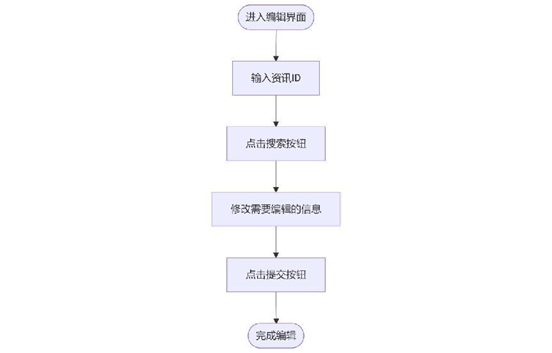 进入编辑界面
输入资讯ID
点击搜索按钮
修改需要编辑的信息
点击提交按钮
完成编辑